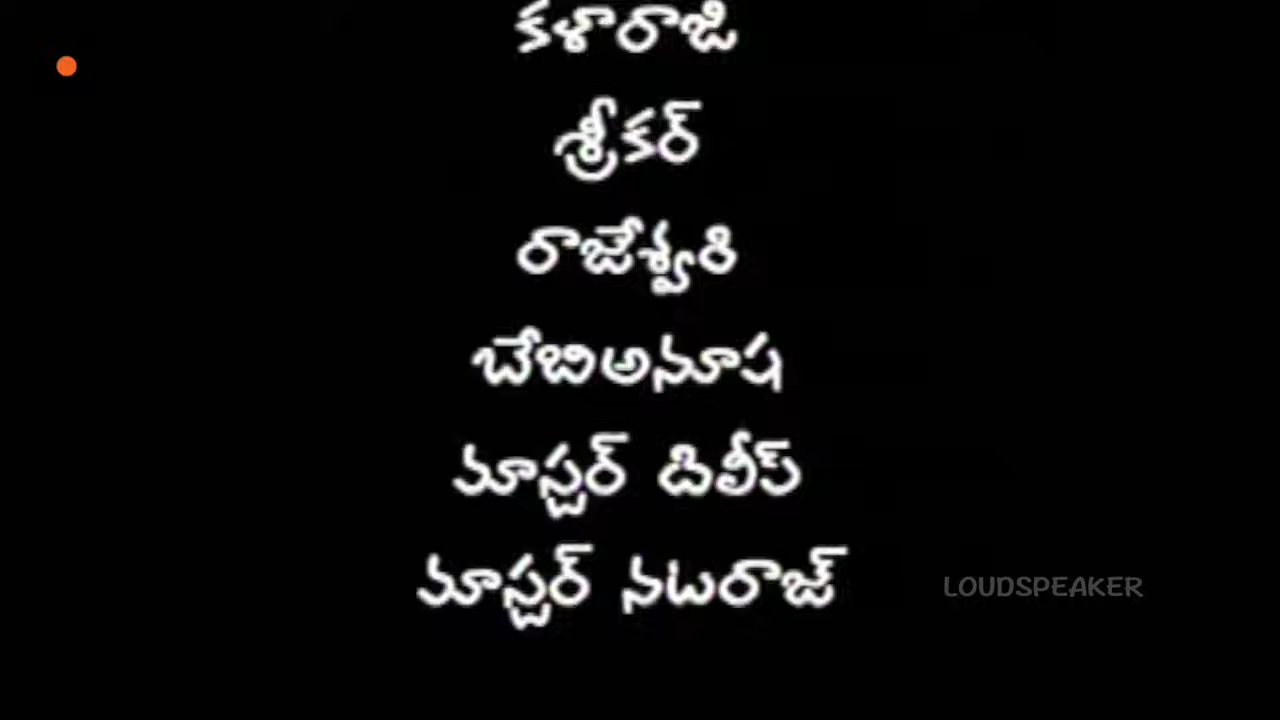 కళారాజి
శ్రీకర్
రాజేశ్వరి
బేబిఅనూష
మాస్టర్ దిలీప్
మాస్టర్ నటరాజ్
LOUDSPEAKER